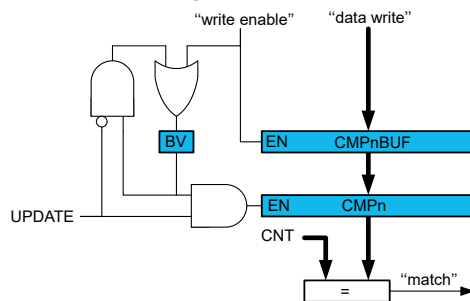 “write enable” “data write”
BV
EN CMPnBUF
EN CMPn
UPDATE
CNT
= “match”